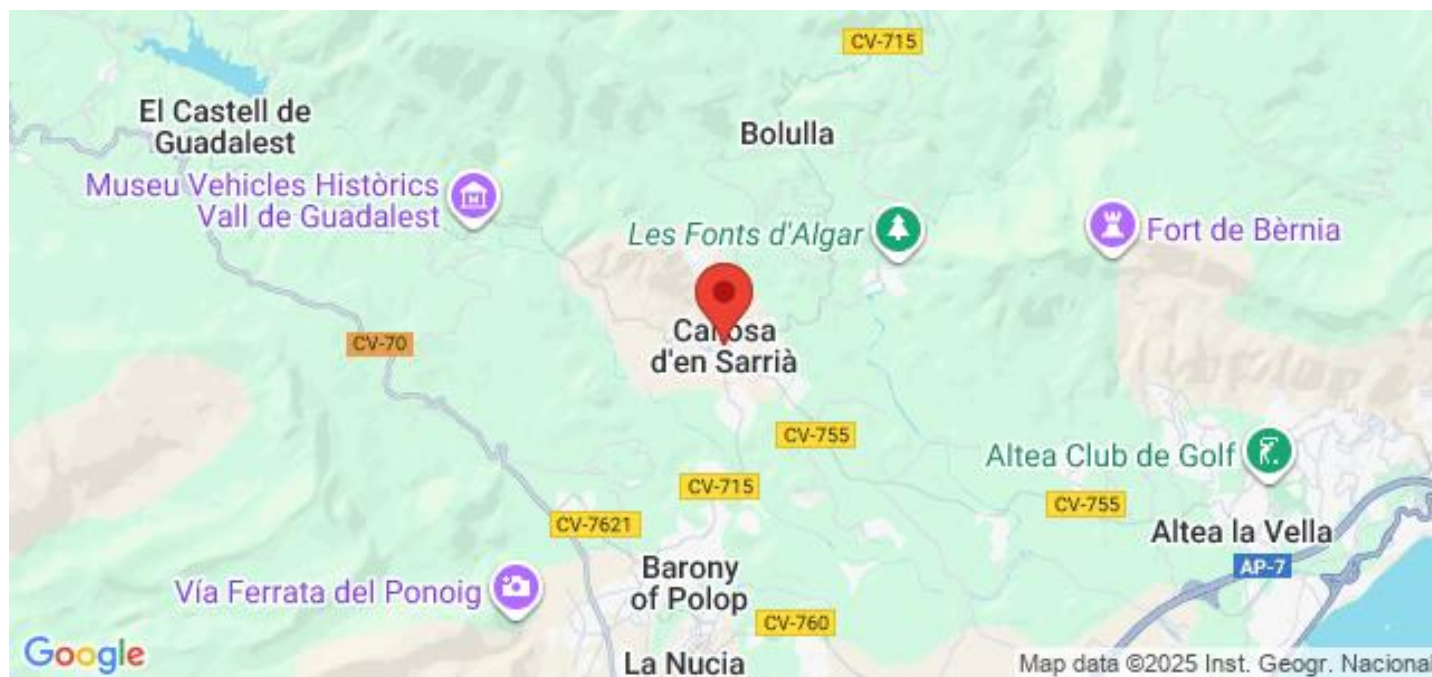 CV-715
El Castell de
Guadalest
Bolulla
Museu Vehicles Històrics
Vall de Guadalest
Les Fonts d'Algar
Fort de Bèrnia
CV-70
d'en Sarrià
CV-755
Altea Club de Golf
CV-715
CV-755
CV-7621
Altea la Vella
AP-7
Barony
of Polop
Vía Ferrata del Ponoig
CV-760
La Nucia
Google
Map data ©2025 Inst. Geogr. Nacional